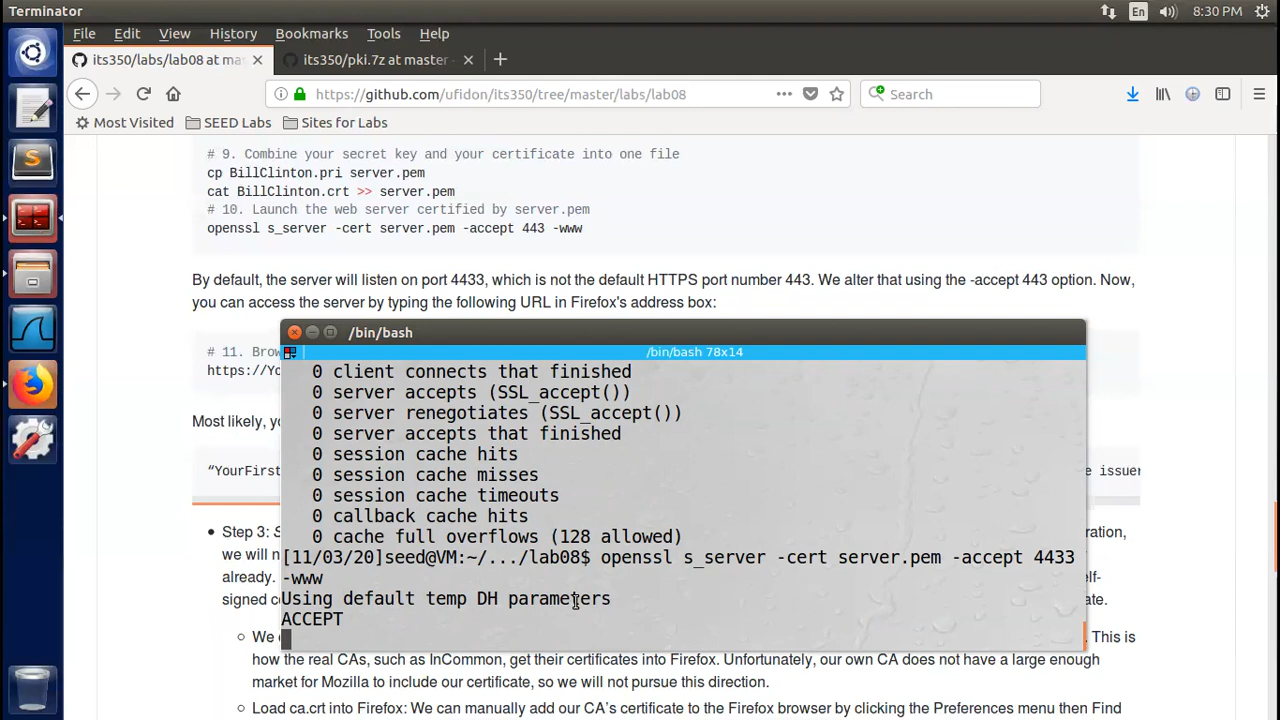 Terminator
En
8:30 PM
File Edit View History Bookmarks Tools Help
its350/labs/lab08 at mas
its350/pki.7z at master
https://github.com/ufidon/its350/tree/master/labs/lab08
Search
Most Visited
SEED Labs
Sites for Labs
# 9. Combine your secret key and your certificate into one file
cp BillClinton.pri server.pem
cat BillClinton.crt >> server.pem
# 10. Launch the web server certified by server.pem
openssl s_server -cert server.pem -accept 443 -www
By default, the server will listen on port 4433, which is not the default HTTPS port number 443. We alter that using the -accept 443 option. Now,
you can access the server by typing the following URL in Firefox's address box:
# 11. Brow
https://Yo
Most likely, yo
“YourFirst
e issuer
/bin/bash
/bin/bash 78x14
0 client connects that finished
0 server accepts (SSL_accept())
0 server renegotiates (SSL_accept())
0 server accepts that finished
0 session cache hits
0 session cache misses
0 session cache timeouts
0 callback cache hits
0 cache full overflows (128 allowed)
[11/03/20]seed@VM:~/.../lab08$ openssl s_server -cert server.pem -accept 4433
-www
Using default temp DH parameters
ACCEPT
Step 3: S
ration,
we will n
already.
elf-
signed c
ate.
We
This is
how the real CAs, such as InCommon, get their certificates into Firefox. Unfortunately, our own CA does not have a large enough
market for Mozilla to include our certificate, so we will not pursue this direction.
Load ca.crt into Firefox: We can manually add our CA's certificate to the Firefox browser by clicking the Preferences menu then Find